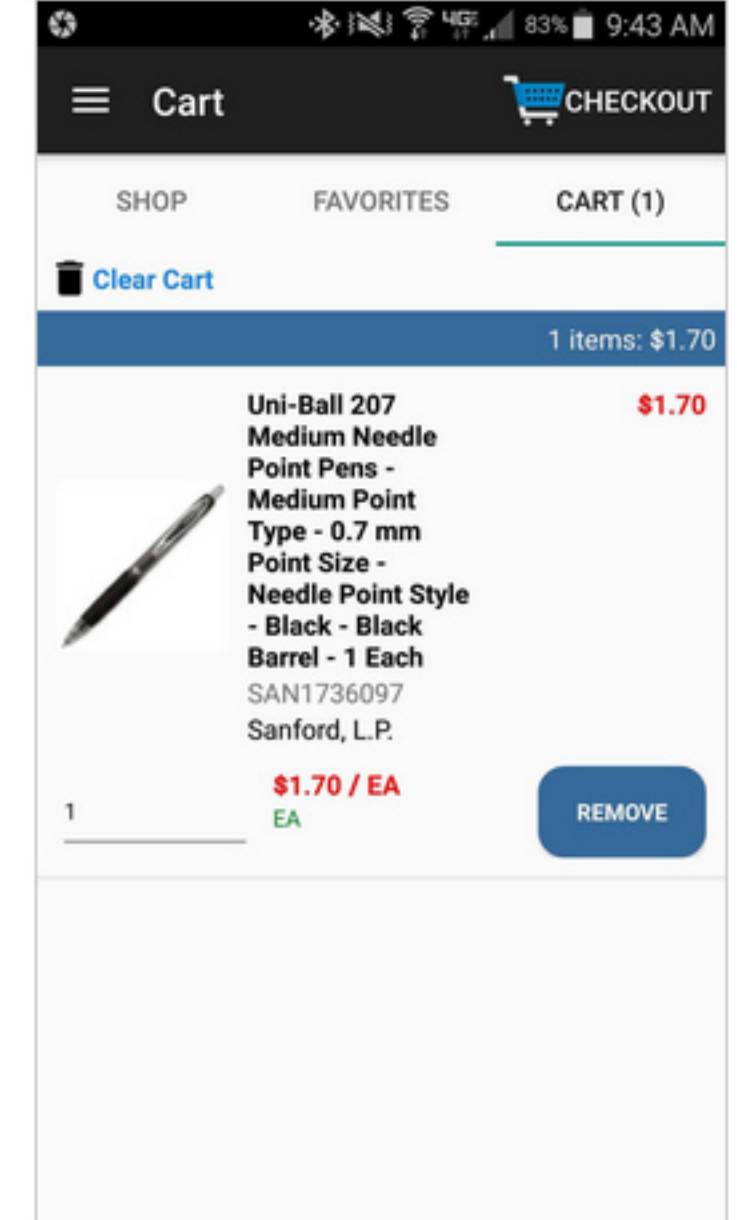 4G 83% 9:43 AM
Cart CHECKOUT
SHOP FAVORITES CART (1)
Clear Cart
1 items: $1.70
Uni-Ball 207 $1.70
Medium Needle
Point Pens -
Medium Point
Type - 0.7 mm
Point Size -
Needle Point Style
- Black - Black
Barrel - 1 Each
SAN1736097
Sanford, L.P.
$1.70 / EA
1 EA REMOVE